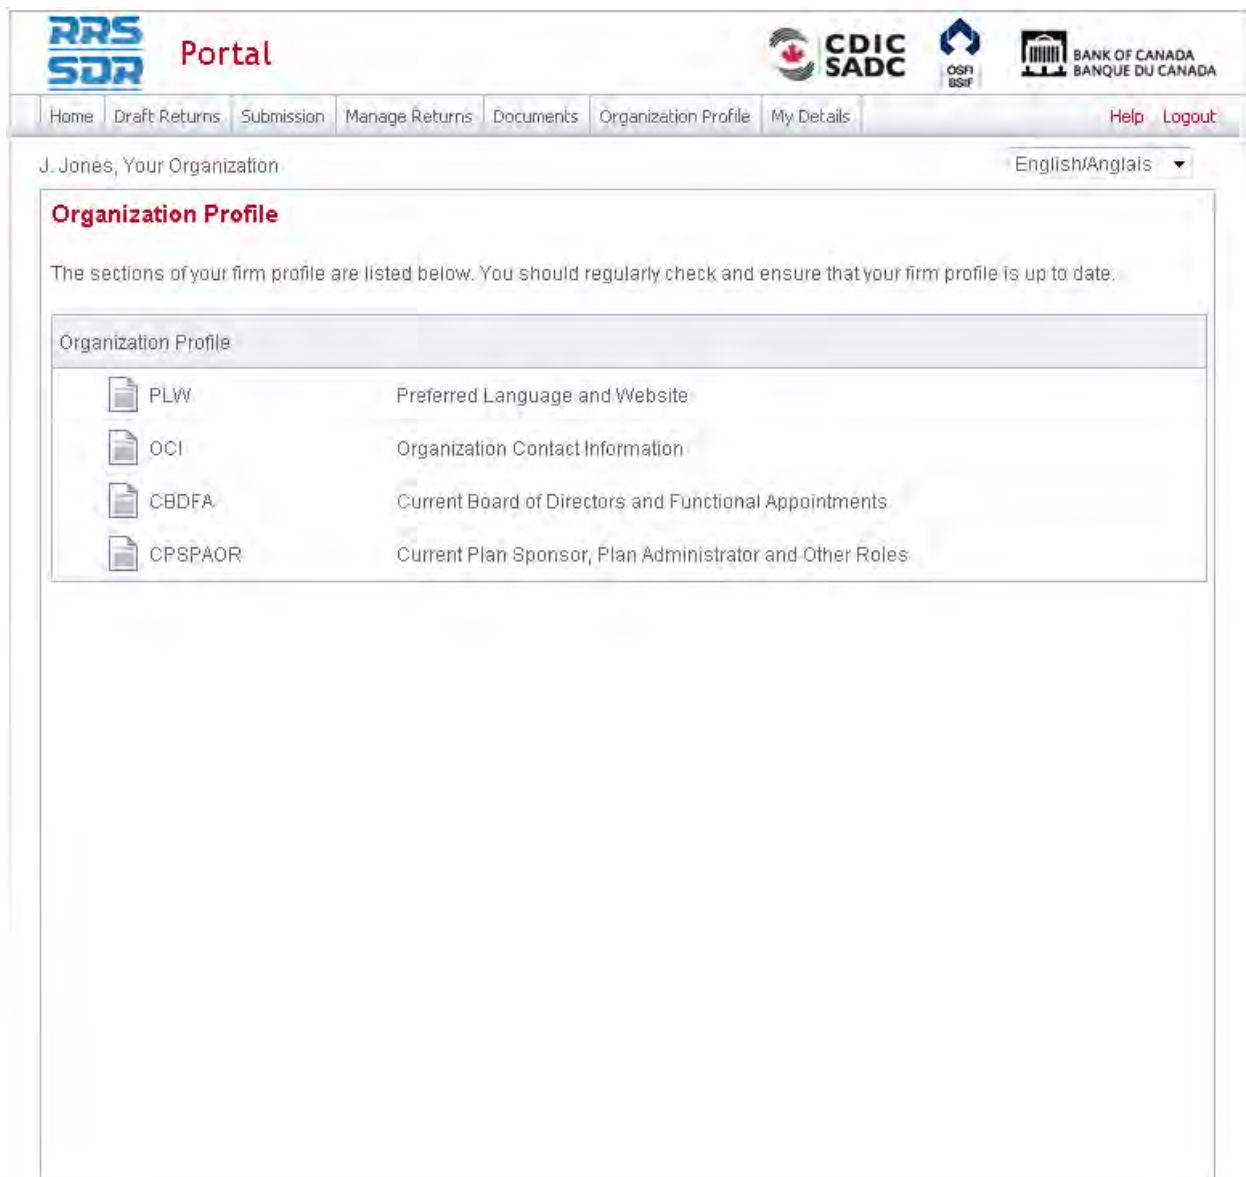 RRS
SDR
Portal
CDIC
SADC
OSFI
BSIF
BANK OF CANADA
BANQUE DU CANADA
Home Draft Returns Submission Manage Returns Documents Organization Profile My Details Help Logout
J. Jones, Your Organization English/Anglais
Organization Profile
The sections of your firm profile are listed below. You should regularly check and ensure that your firm profile is up to date.
Organization Profile
PLW Preferred Language and Website
OCI Organization Contact Information
CBDFA Current Board of Directors and Functional Appointments
CPSPAOR Current Plan Sponsor, Plan Administrator and Other Roles